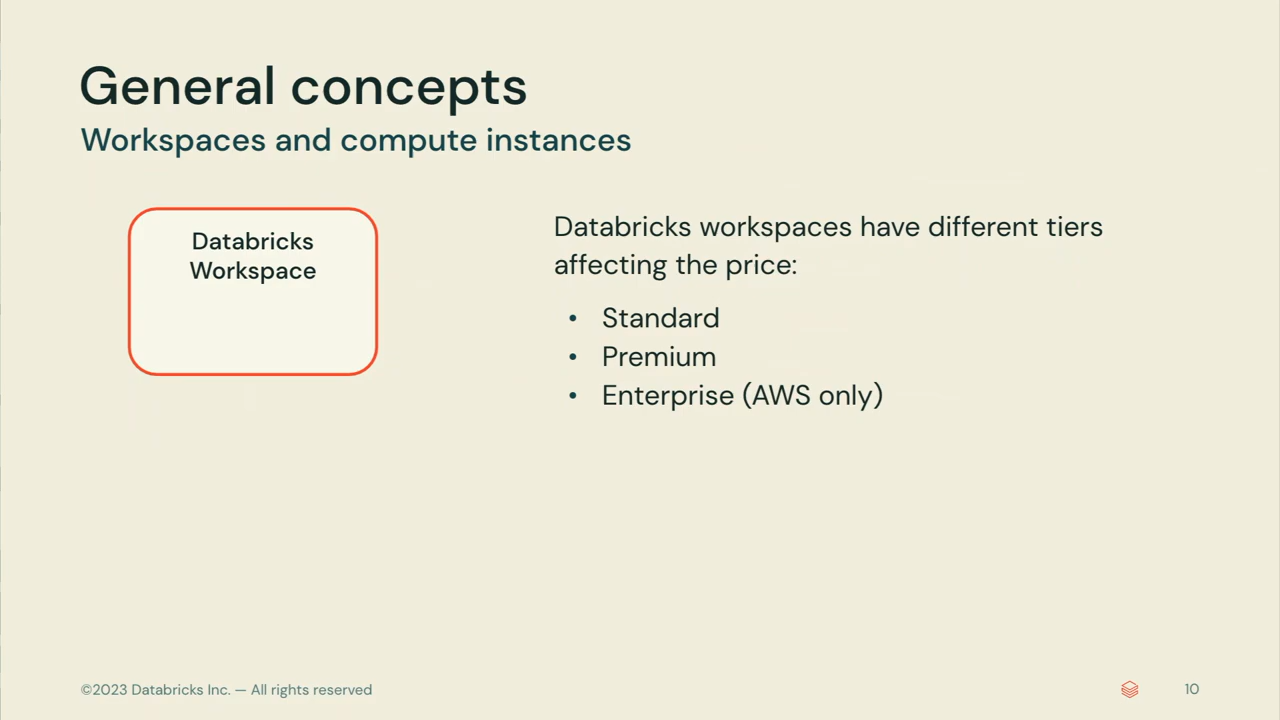 General concepts
Workspaces and compute instances
Databricks
Workspace
Databricks workspaces have different tiers
affecting the price:
• Standard
• Premium
• Enterprise (AWS only)
©2023 Databricks Inc. — All rights reserved
10